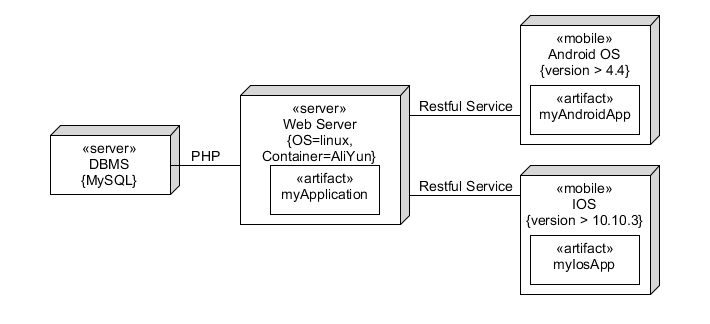 «server»
DBMS
{MySQL}
PHP
«server»
Web Server
{OS=linux,
Container=AliYun}
«artifact»
myApplication
Restful Service
Restful Service
«mobile»
Android OS
{version > 4.4}
«artifact»
myAndroidApp
«mobile»
IOS
{version > 10.10.3}
«artifact»
myIosApp